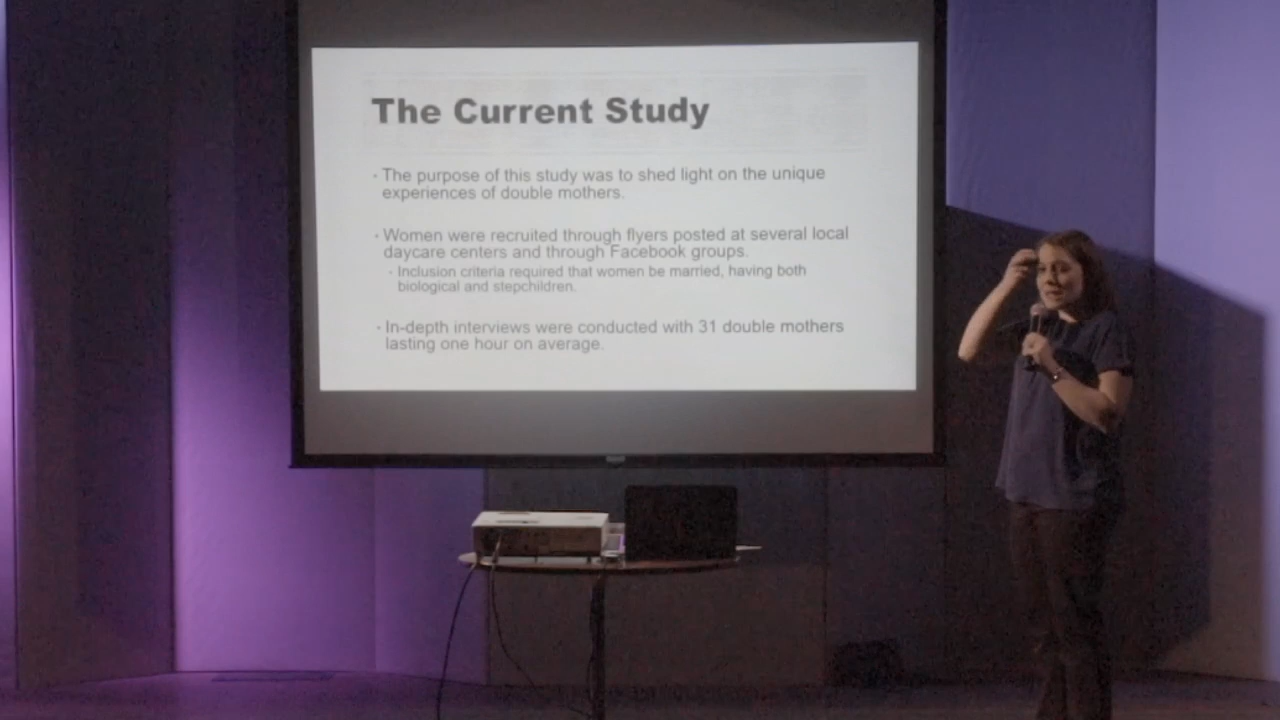 The Current Study
• The purpose of this study was to shed light on the unique
experiences of double mothers.
• Women were recruited through flyers posted at several local
daycare centers and through Facebook groups.
• Inclusion criteria required that women be married, having both
biological and stepchildren.
• In-depth interviews were conducted with 31 double mothers
lasting one hour on average.